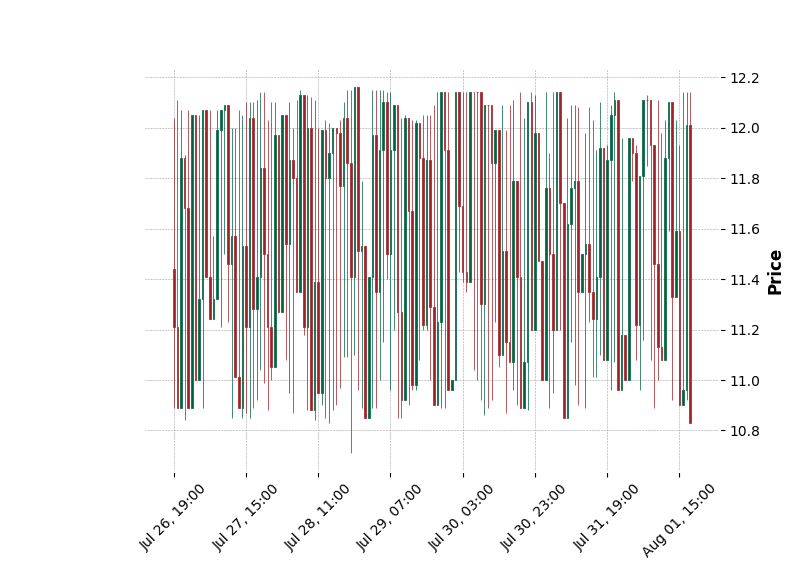 12.2
12.0
11.8
11.6
11.4
11.2
11.0
10.8
Price
Jul 26, 19:00
Jul 27, 15:00
Jul 28, 11:00
Jul 29, 07:00
Jul 30, 03:00
Jul 30, 23:00
Jul 31, 19:00
Aug 01, 15:00